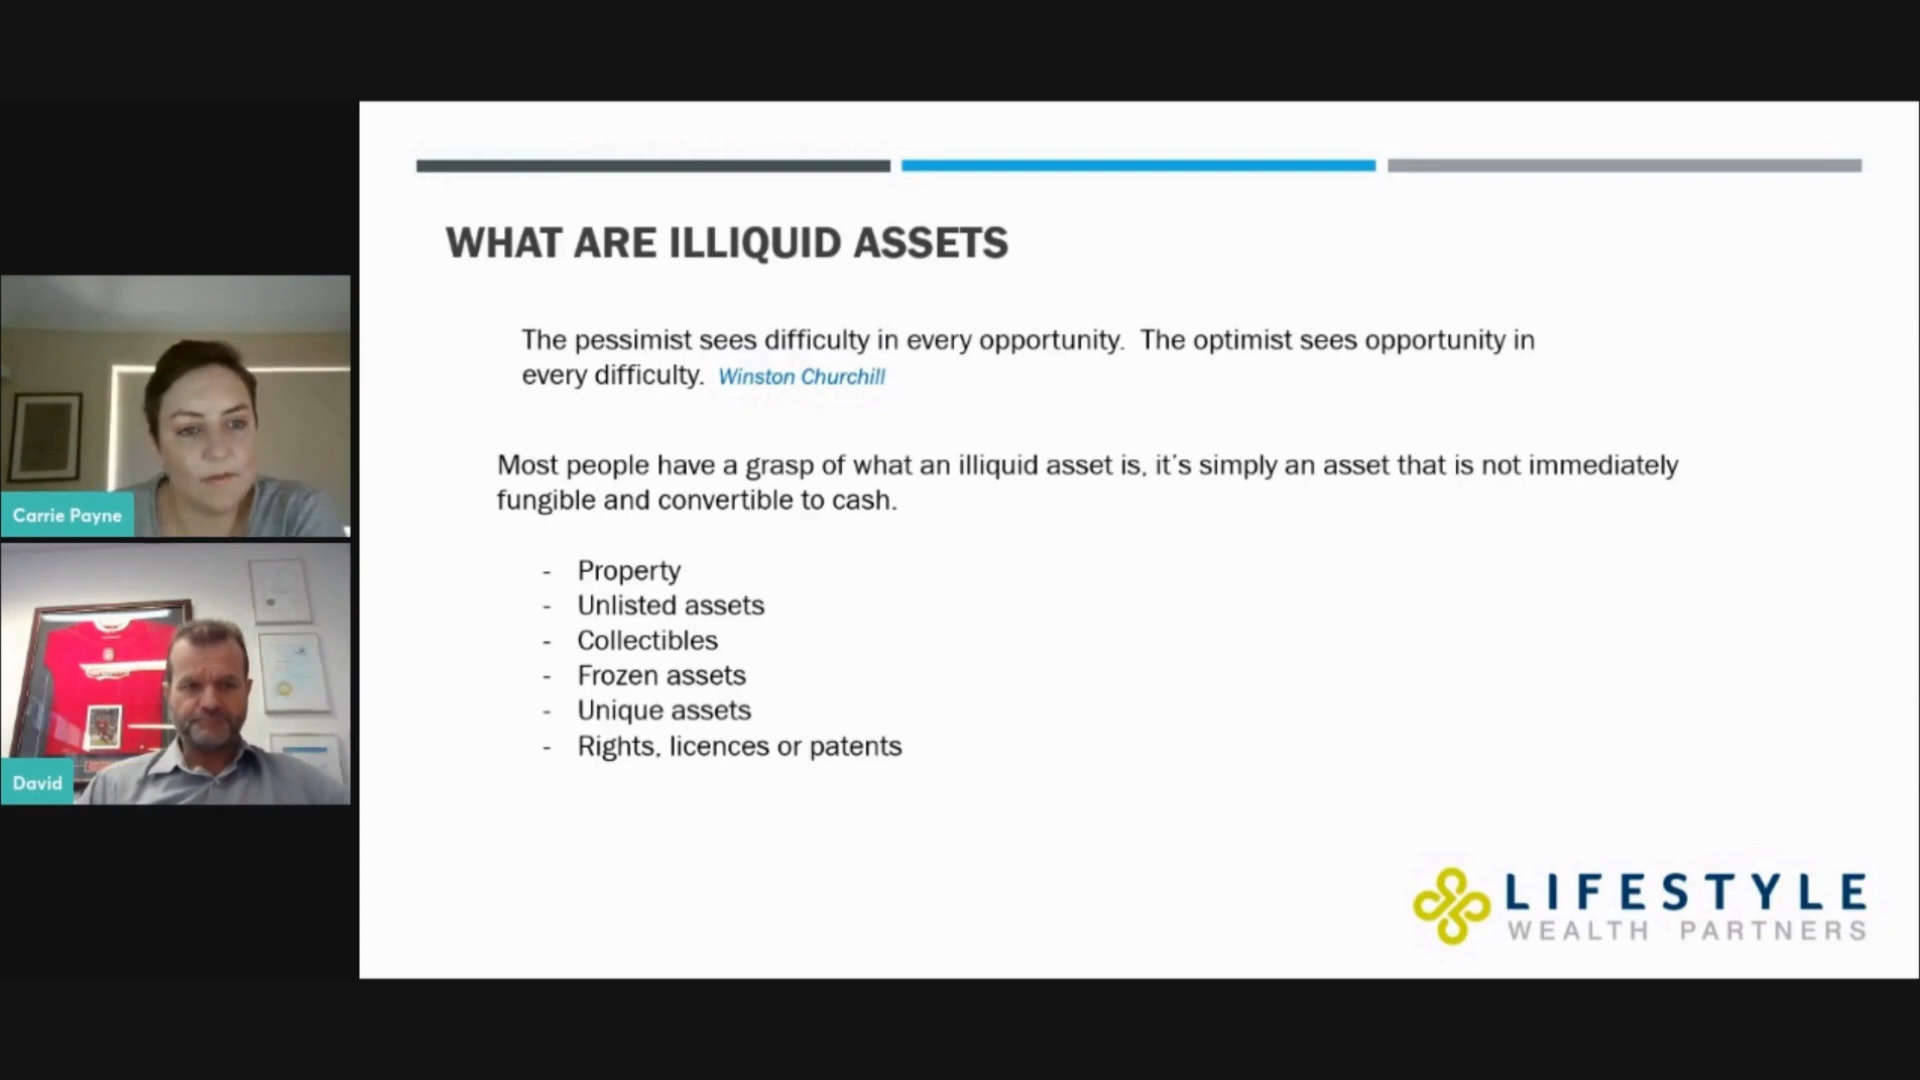 WHAT ARE ILLIQUID ASSETS
The pessimist sees difficulty in every opportunity. The optimist sees opportunity in
every difficulty. Winston Churchill
Most people have a grasp of what an illiquid asset is, it's simply an asset that is not immediately
fungible and convertible to cash.
- Property
- Unlisted assets
- Collectibles
- Frozen assets
- Unique assets
- Rights, licences or patents
LIFESTYLE
WEALTH PARTNERS
Carrie Payne
David